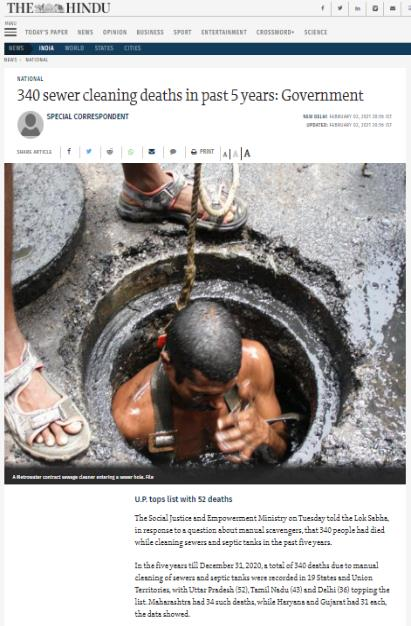 THE HINDU
MENU
TODAY'S PAPER NEWS OPINION BUSINESS SPORT ENTERTAINMENT CROSSWORD+ SCIENCE
NEWS INDIA WORLD STATES CITIES
NEWS NATIONAL
NATIONAL
340 sewer cleaning deaths in past 5 years: Government
SPECIAL CORRESPONDENT
NEW DELHI FEBRUARY 02, 2021 20:56 IST
UPDATED: FEBRUARY 02, 2021 20:56 IST
SHARE ARTICLE PRINT A A A
A Metrowater contract sewage cleaner entering a sewer hole. File
U.P. tops list with 52 deaths
The Social Justice and Empowerment Ministry on Tuesday told the Lok Sabha,
in response to a question about manual scavengers, that 340 people had died
while cleaning sewers and septic tanks in the past five years.
In the five years till December 31, 2020, a total of 340 deaths due to manual
cleaning of sewers and septic tanks were recorded in 19 States and Union
Territories, with Uttar Pradesh (52), Tamil Nadu (43) and Delhi (36) topping the
list. Maharashtra had 34 such deaths, while Haryana and Gujarat had 31 each,
the data showed.